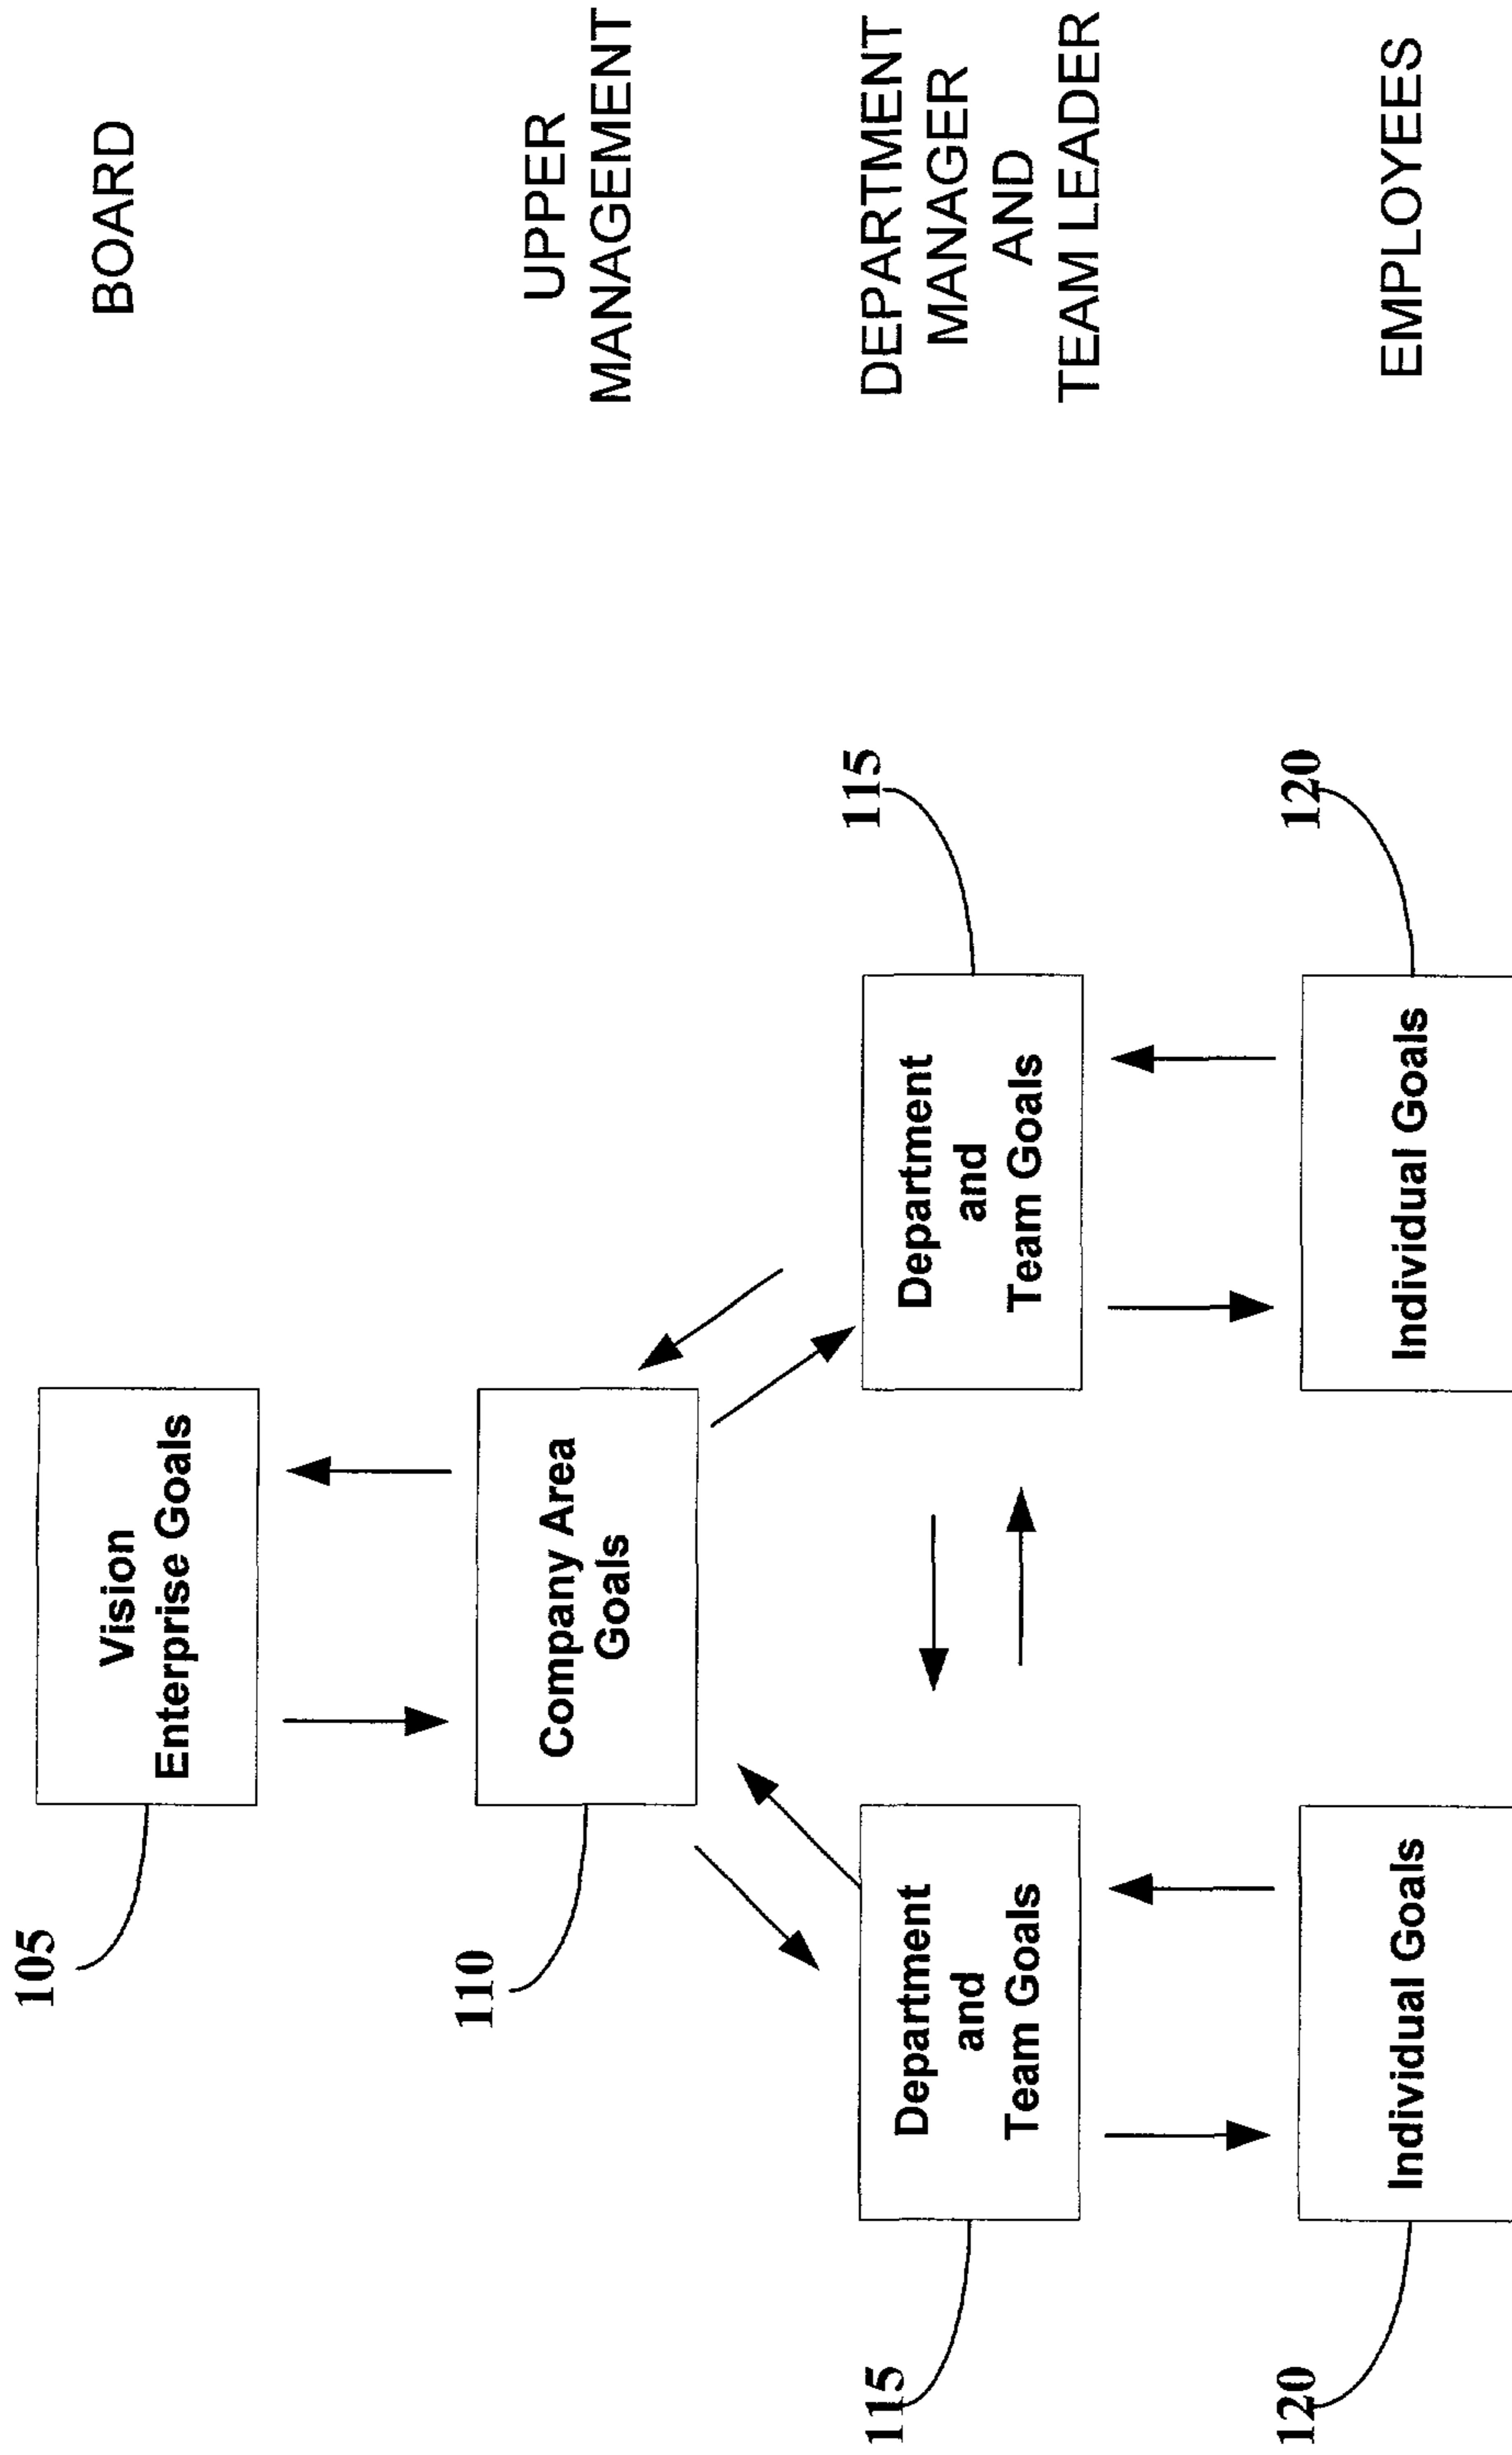 105
Vision
Enterprise Goals
BOARD
110
Company Area
Goals
UPPER
MANAGEMENT
115
Department
and
Team Goals
Department
and
Team Goals
115
DEPARTMENT
MANAGER
AND
TEAM LEADER
120
Individual Goals
Individual Goals
120
EMPLOYEES